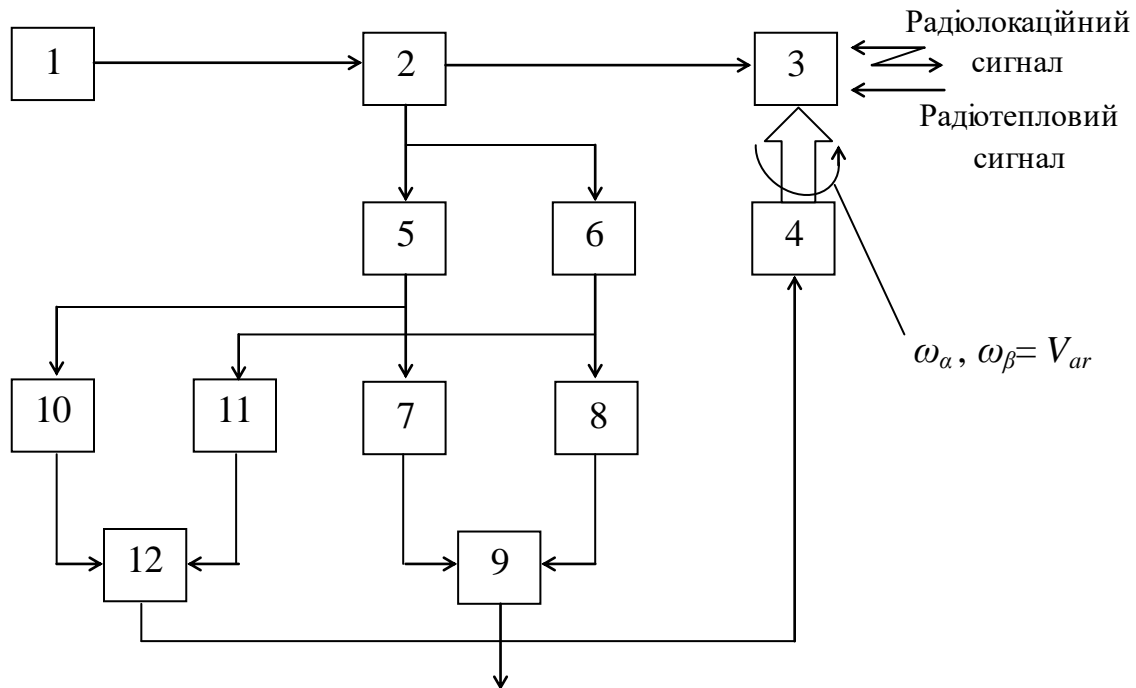 Радіолокаційний
сигнал
1
2
3
Радіотепловий
сигнал
5
6
4
ωα , ωβ= Var
10
11
7
8
12
9